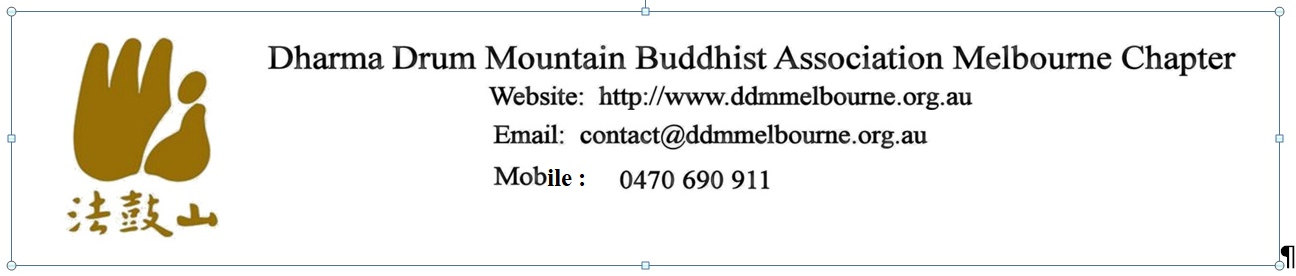 Dharma Drum Mountain Buddhist Association Melbourne Chapter
Website: http://www.ddmmelbourne.org.au
Email: contact@ddmmelbourne.org.au
Mobile : 0470 690 911
法鼓山
¶